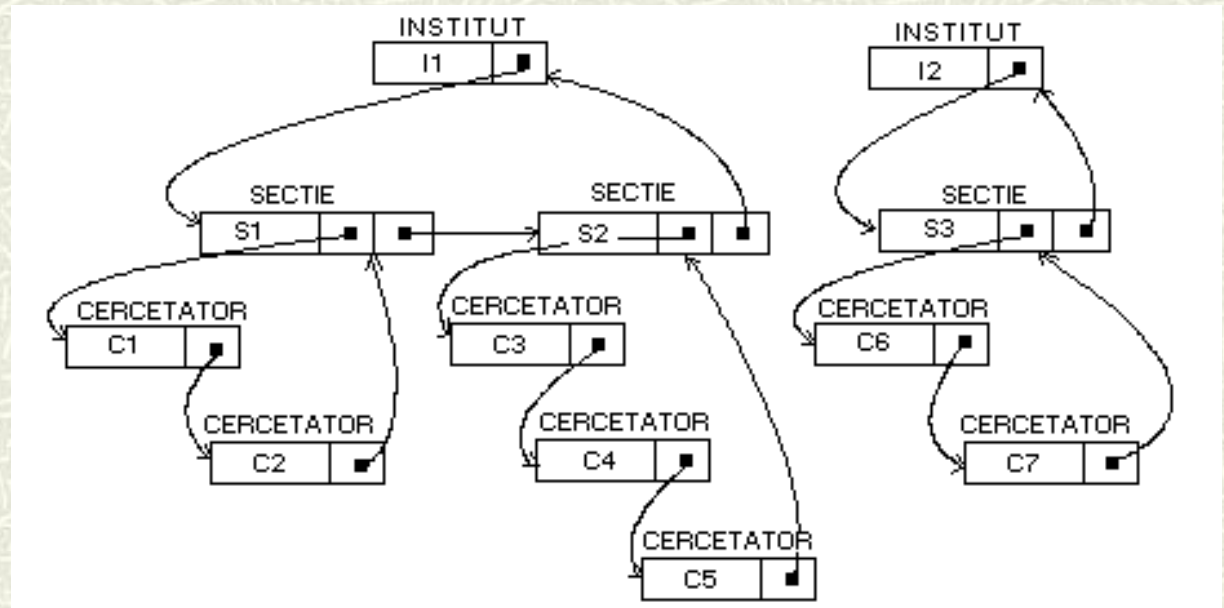 INSTITUT
I1
INSTITUT
I2
SECTIE
S1
SECTIE
S2
SECTIE
S3
CERCETATOR
C1
CERCETATOR
C3
CERCETATOR
C6
CERCETATOR
C2
CERCETATOR
C4
CERCETATOR
C7
CERCETATOR
C5